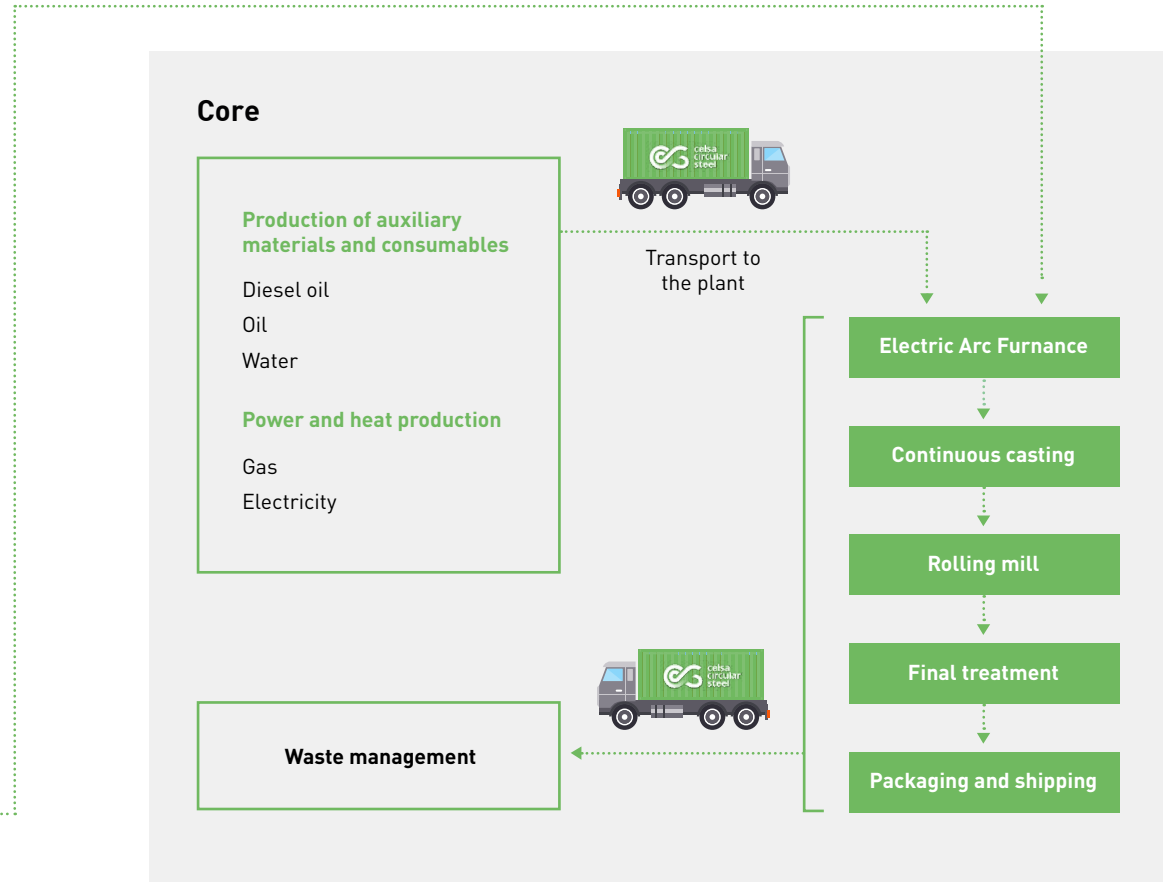 Core
celsa
circular
steel
Production of auxiliary
materials and consumables
Diesel oil
Oil
Water
Power and heat production
Gas
Electricity
Transport to
the plant
Electric Arc Furnance
Continuous casting
Rolling mill
Final treatment
Packaging and shipping
celsa
circular
steel
Waste management